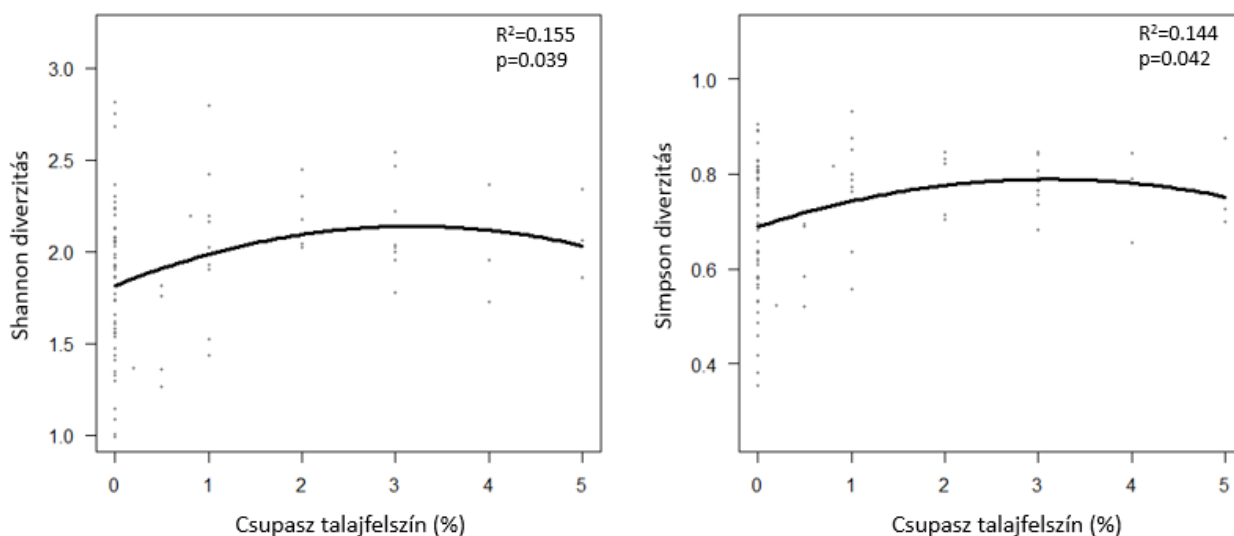 R²=0.155
p=0.039
Shannon diverzitás
3.0
2.5
2.0
1.5
1.0
0 1 2 3 4 5
Csupasz talajfelszín (%)
R²=0.144
p=0.042
Simpson diverzitás
1.0
0.8
0.6
0.4
0 1 2 3 4 5
Csupasz talajfelszín (%)